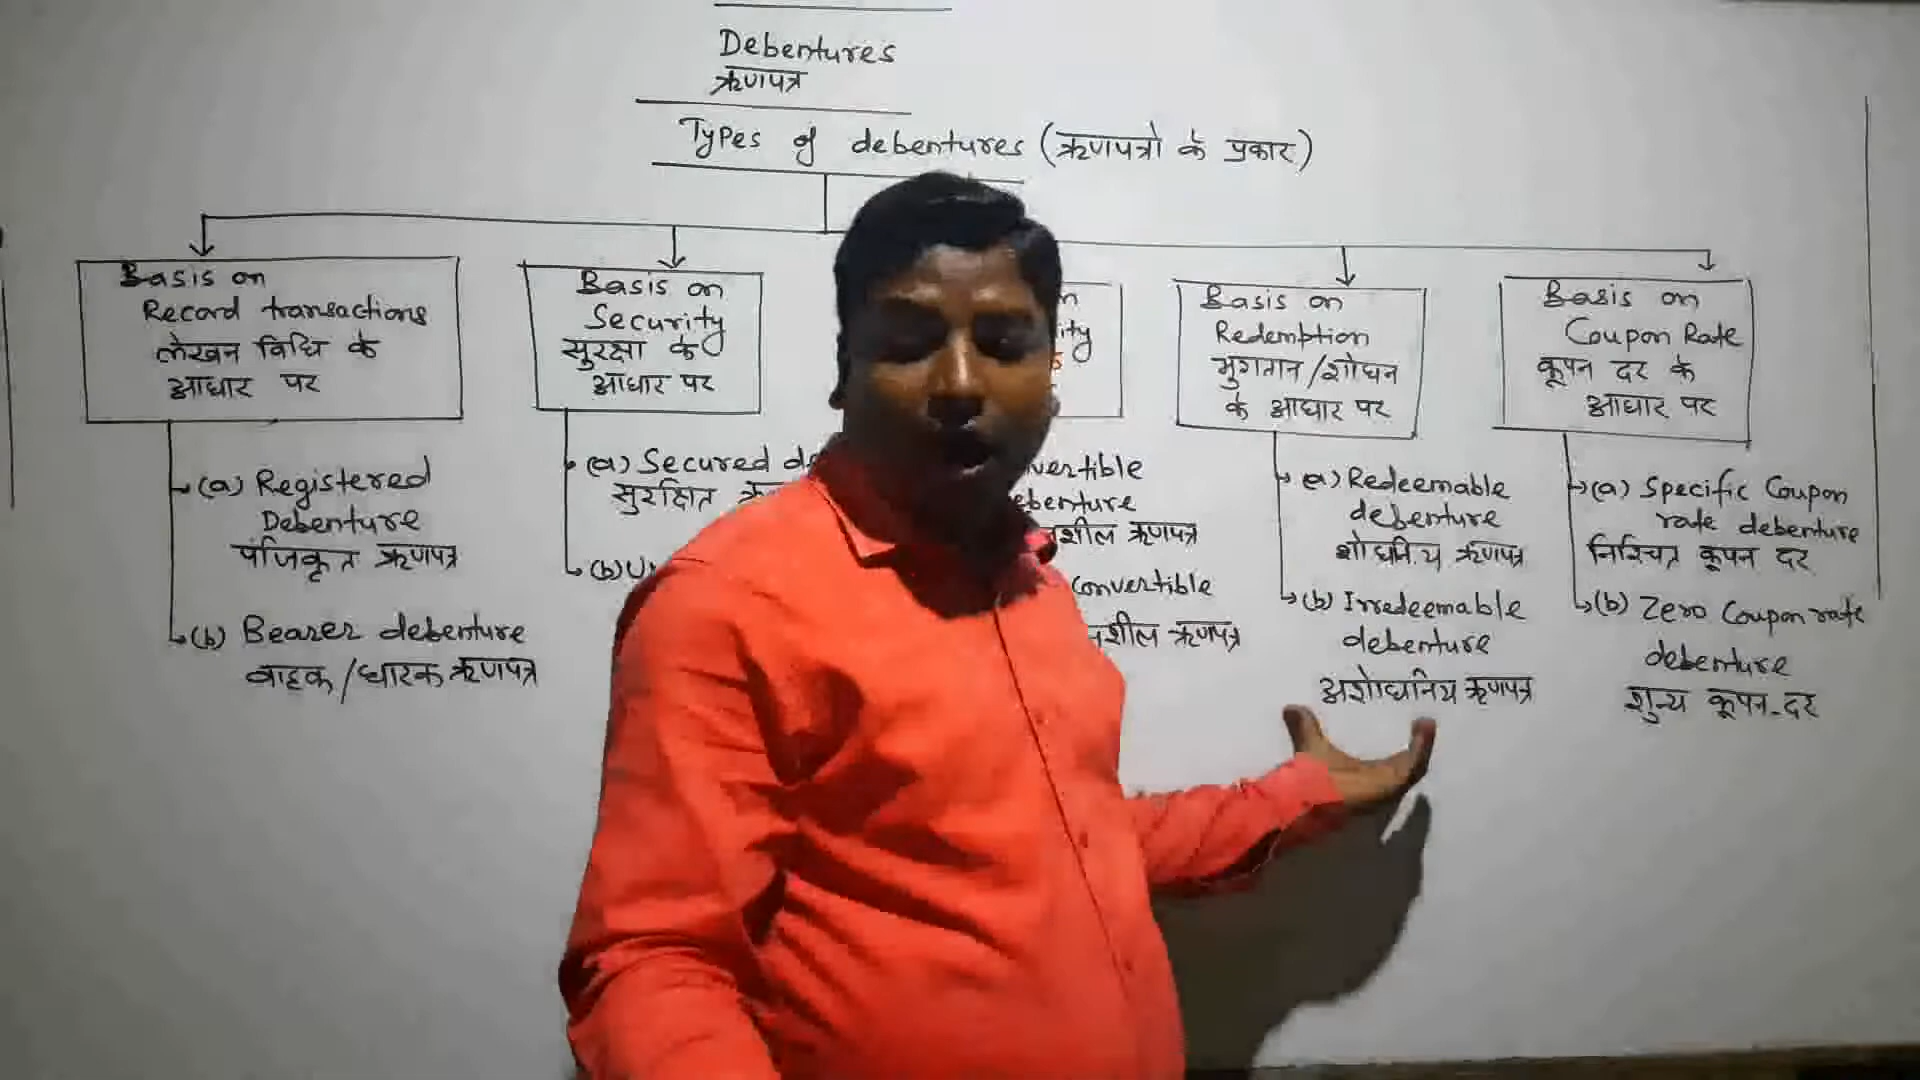 Debentures
ऋणपत्र
Types of debentures (ऋणपत्रो के प्रकार)
Basis on
Record transactions
लेखन विधि के
आधार पर
(a) Registered
Debenture
पंजिकृत ऋणपत्र
(b) Bearer debenture
वाहक/धारक ऋणपत्र
Basis on
Security
सुरक्षा के
आधार पर
(a) Secured
सुरक्षित
(b)
ऋणपत्र
Convertible
शील ऋणपत्र
Basis on
Redemption
भुगतान/शोधन
के आधार पर
(a) Redeemable
debenture
शोधनिय ऋणपत्र
(b) Irredeemable
debenture
अशोधनिय ऋणपत्र
Basis on
Coupon Rate
कूपन दर के
आधार पर
(a) Specific Coupon
rate debenture
निश्चित कूपन दर
(b) Zero Coupon rate
debenture
शुन्य कूपन-दर